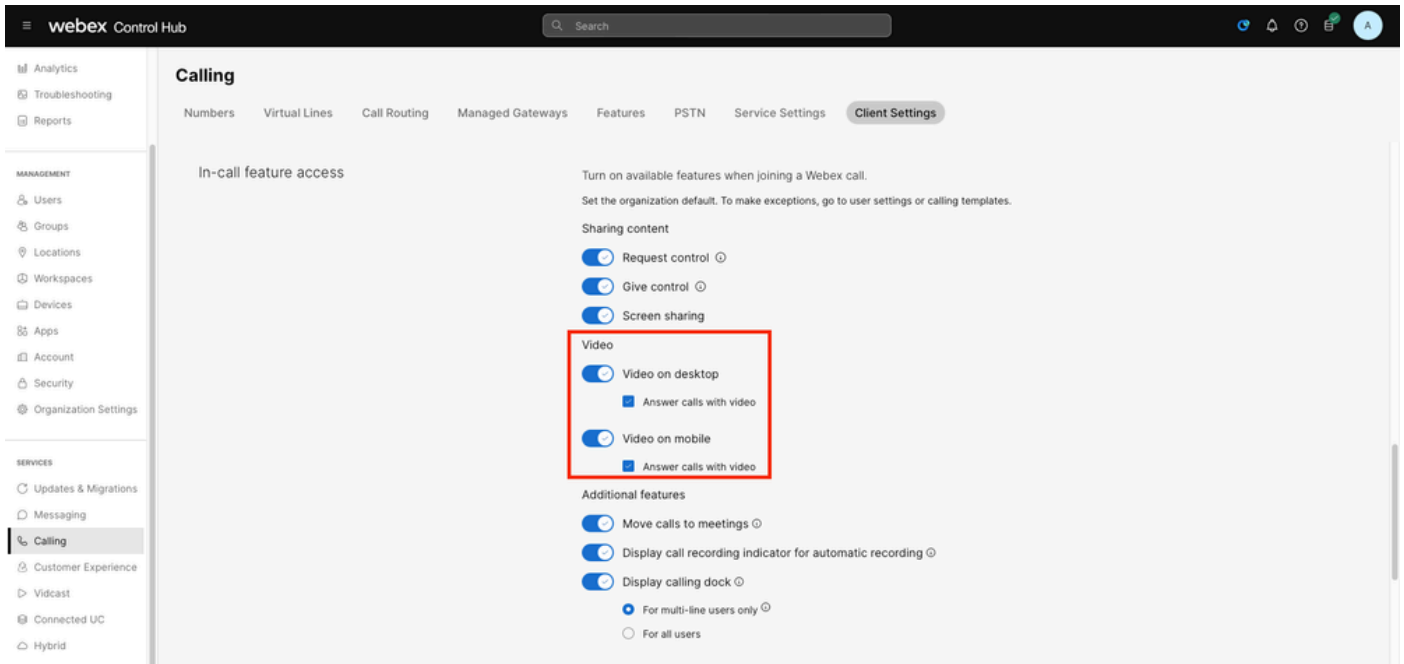 webex Control Hub
Search
A
Analytics
Troubleshooting
Reports
MANAGEMENT
Users
Groups
Locations
Workspaces
Devices
Apps
Account
Security
Organization Settings
SERVICES
Updates & Migrations
Messaging
Calling
Customer Experience
Vidcast
Connected UC
Hybrid
Calling
Numbers Virtual Lines Call Routing Managed Gateways Features PSTN Service Settings Client Settings
In-call feature access
Turn on available features when joining a Webex call.
Set the organization default. To make exceptions, go to user settings or calling templates.
Sharing content
Request control
Give control
Screen sharing
Video
Video on desktop
Answer calls with video
Video on mobile
Answer calls with video
Additional features
Move calls to meetings
Display call recording indicator for automatic recording
Display calling dock
For multi-line users only
For all users